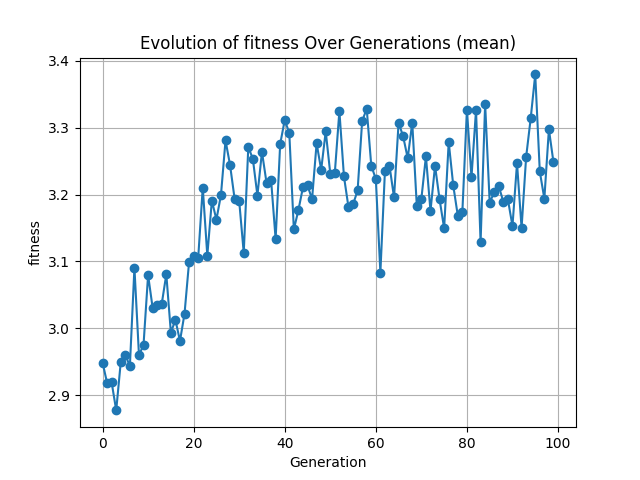 Evolution of fitness Over Generations (mean)
3.4
3.3
3.2
3.1
3.0
2.9
fitness
0 20 40 60 80 100
Generation